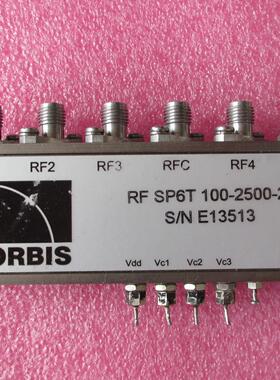 RF2 RF3 RFC RF4
RF SP6T 100-2500-
S/N E13513
ORBIS
Vdd Vc1 Vc2 Vc3